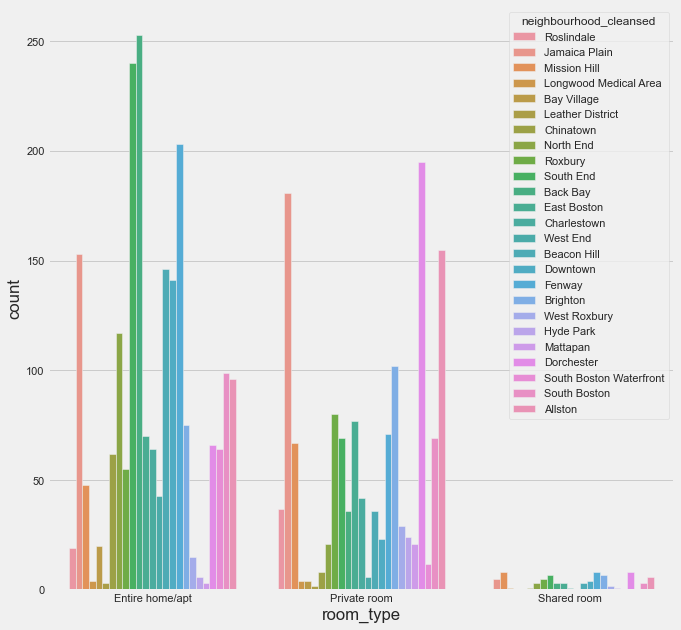 neighbourhood_cleansed
Roslindale
Jamaica Plain
Mission Hill
Longwood Medical Area
Bay Village
Leather District
Chinatown
North End
Roxbury
South End
Back Bay
East Boston
Charlestown
West End
Beacon Hill
Downtown
Fenway
Brighton
West Roxbury
Hyde Park
Mattapan
Dorchester
South Boston Waterfront
South Boston
Allston
250
200
150
100
50
0
count
Entire home/apt Private room Shared room
room_type